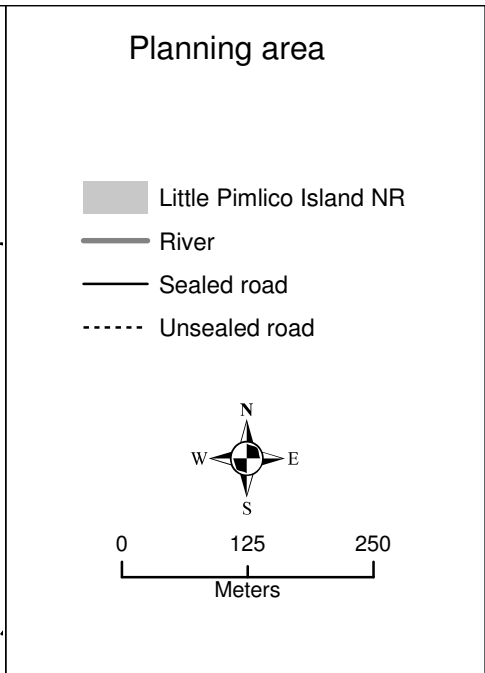 Planning area
Little Pimlico Island NR
River
Sealed road
Unsealed road
N
W E
S
0 125 250
Meters